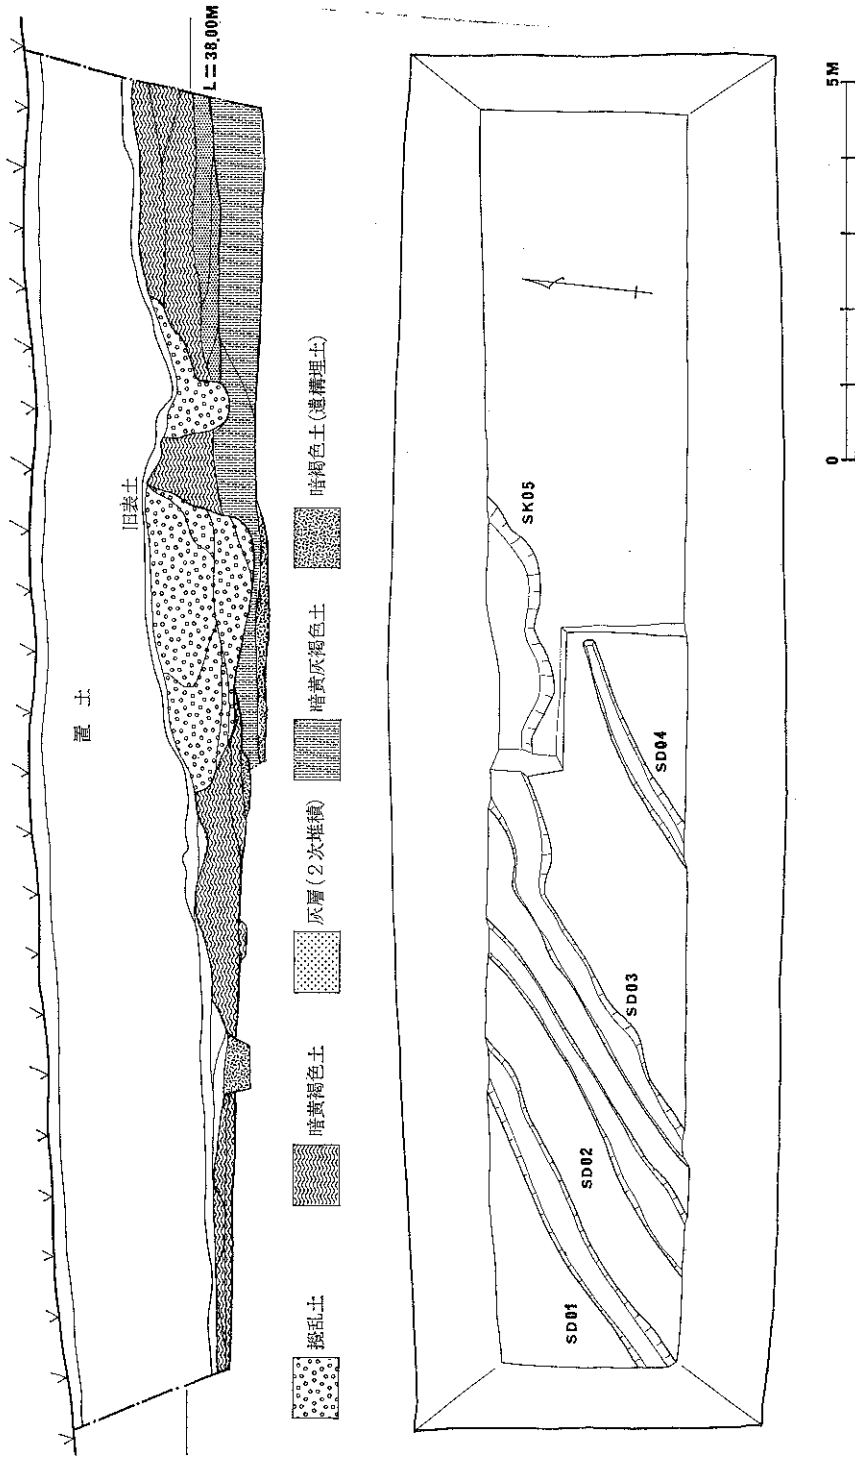 L=38.00M
置土
旧表土
攪乱土
暗黄褐色土
灰層(2次堆積)
暗黄灰褐色土
暗褐色土(遺構埋土)
SD01
SD02
SD03
SD04
SK05
0
5M